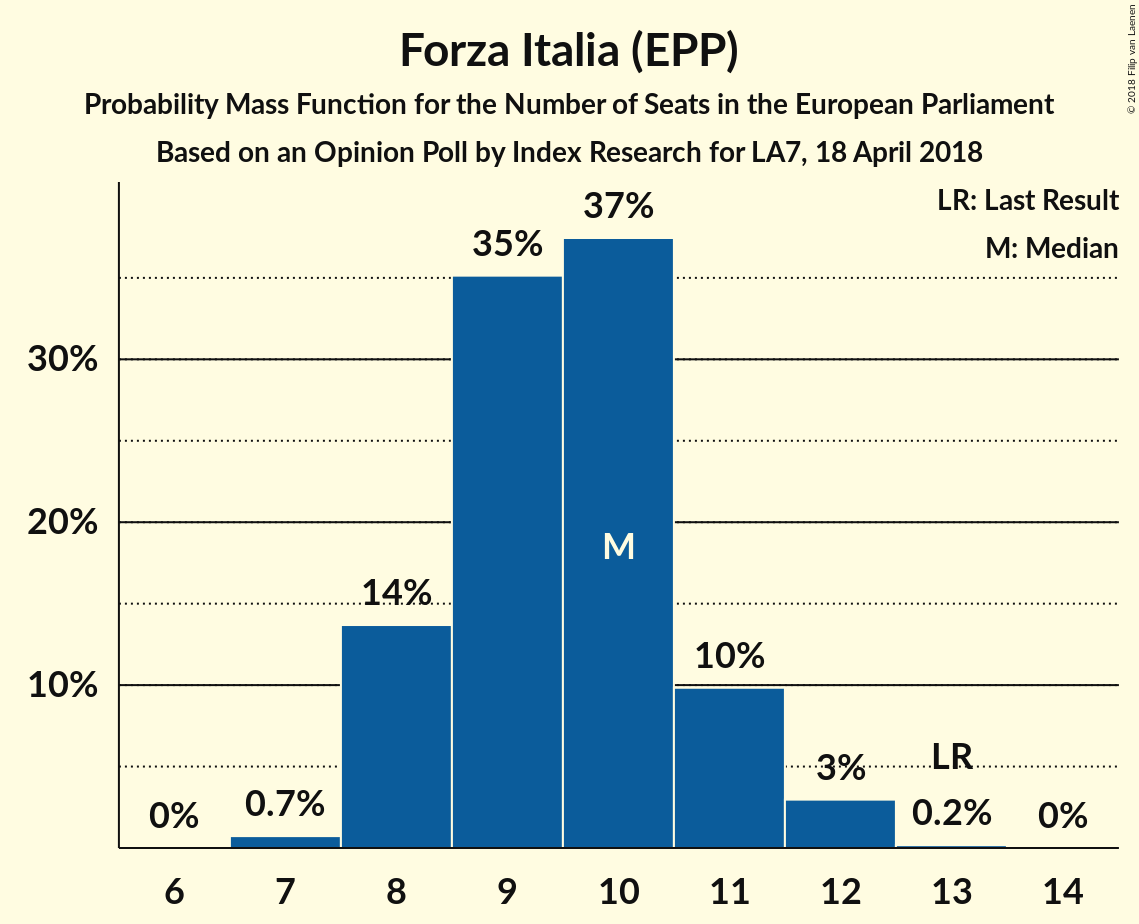 Forza Italia (EPP)
Probability Mass Function for the Number of Seats in the European Parliament
Based on an Opinion Poll by Index Research for LA7, 18 April 2018
© 2018 Filip van Laenen
LR: Last Result
M: Median
37%
35%
30%
20%
M
14%
10%
10%
LR
3%
0.7%
0.2%
0%
0%
6 7 8 9 10 11 12 13 14